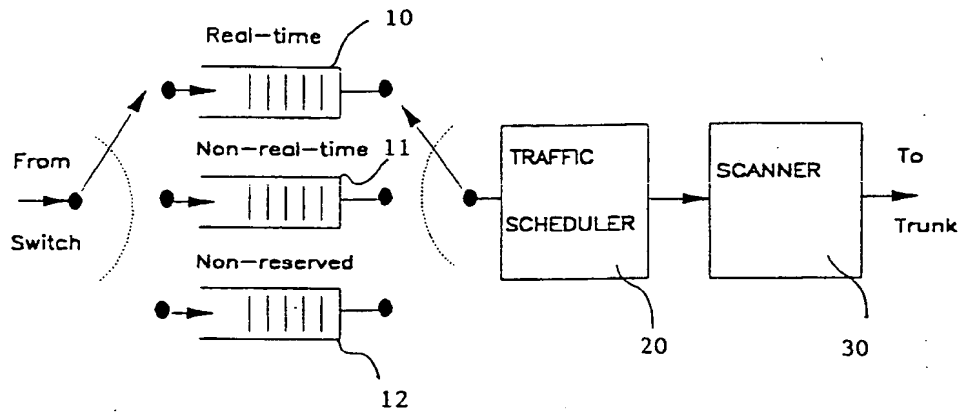 10
Real-time
From
Switch
Non-real-time
11
TRAFFIC
SCHEDULER
SCANNER
To
Trunk
Non-reserved
20
30
12